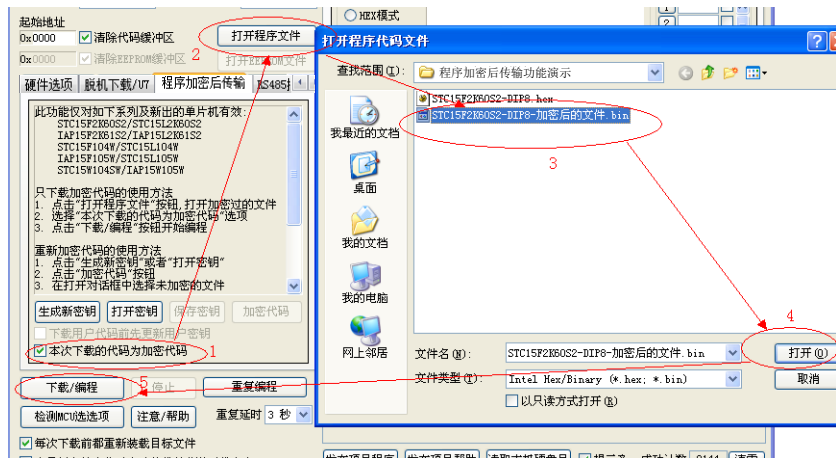 起始地址
0x0000 清除代码缓冲区 打开程序文件
0x0000 清除EEPROM缓冲区 2 打开EEPROM文件
硬件选项 脱机下载/U7 程序加密后传输 RS485
此功能仅对如下系列及新出的单片机有效:
STC15F2K60S2/STC15L2K60S2
IAP15F2K61S2/IAP15L2K61S2
STC15F104W/STC15L104W
IAP15F105W/STC15L105W
STC15W104SW/IAP15W105W
只下载加密代码的使用方法
1. 点击"打开程序文件"按钮,打开加密过的文件
2. 选择"本次下载的代码为加密代码"选项
3. 点击"下载/编程"按钮开始编程
重新加密代码的使用方法
1. 点击"生成新密钥"或者"打开密钥"
2. 点击"加密代码"按钮
3. 在打开对话框中选择未加密的文件
生成新密钥 打开密钥 保存密钥 加密代码
下载用户代码前先更新用户密钥
本次下载的代码为加密代码 1
下载/编程 5 停止 重复编程
检测MCU选选项 注意/帮助 重复延时 3 秒
每次下载前都重新装载目标文件
HEX模式
打开程序代码文件
查找范围(I): 程序加密后传输功能演示
STC15F2K60S2-DIP8.hex
STC15F2K60S2-DIP8-加密后的文件.bin
3
我最近的文档
桌面
我的文档
我的电脑
网上邻居
4
文件名(N): STC15F2K60S2-DIP8-加密后的文件.bin 打开(O)
文件类型(T): Intel Hex/Binary (*.hex; *.bin) 取消
以只读方式打开(R)